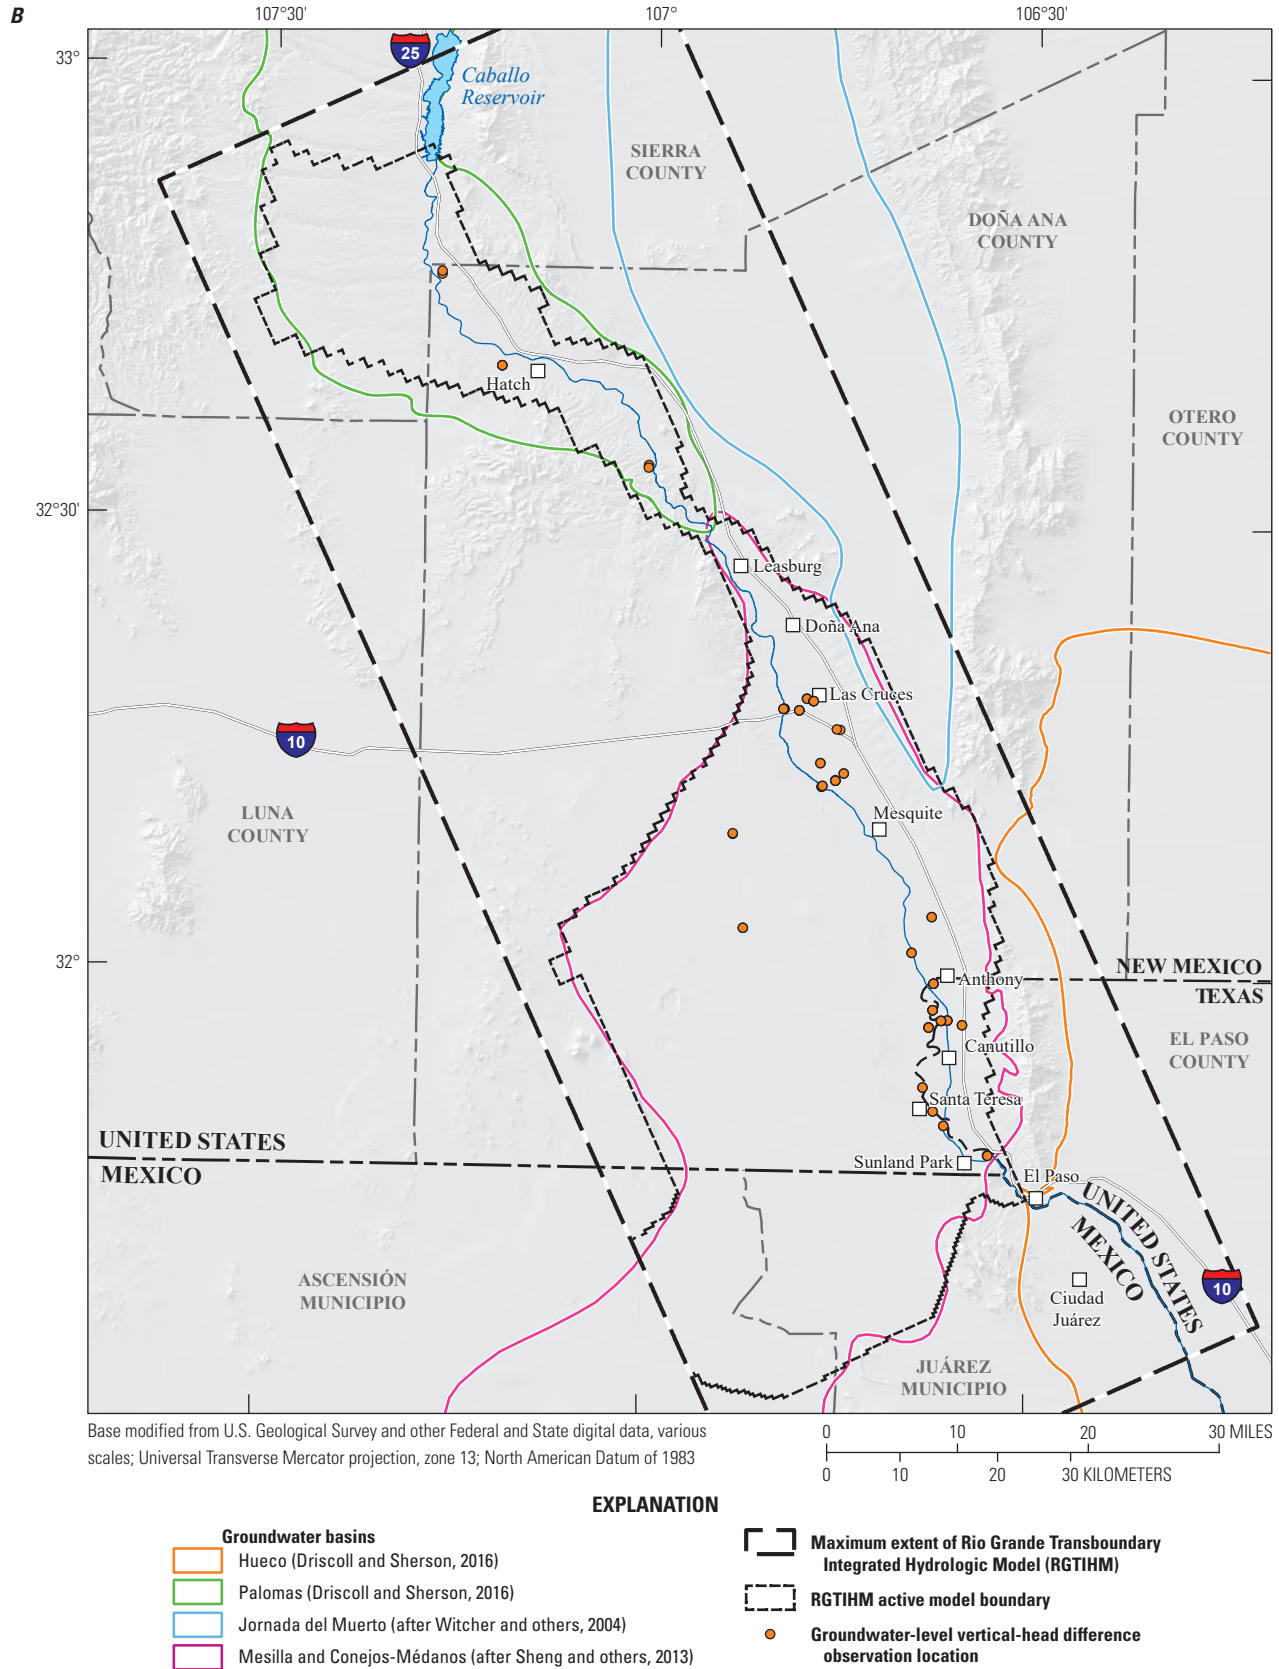 B
107°30'
107°
106°30'
33°
25
Caballo
Reservoir
SIERRA
COUNTY
DOÑA ANA
COUNTY
Hatch
OTERO
COUNTY
32°30'
Leasburg
Doña Ana
Las Cruces
10
LUNA
COUNTY
Mesquite
32°
NEW MEXICO
Anthony
TEXAS
Canutillo
EL PASO
COUNTY
Santa Teresa
UNITED STATES
MEXICO
Sunland Park
El Paso
UNITED STATES
MEXICO
ASCENSIÓN
MUNICIPIO
10
Ciudad
Juárez
JUÁREZ
MUNICIPIO
Base modified from U.S. Geological Survey and other Federal and State digital data, various
scales; Universal Transverse Mercator projection, zone 13; North American Datum of 1983
0 10 20 30 MILES
0 10 20 30 KILOMETERS
EXPLANATION
Groundwater basins
Hueco (Driscoll and Sherson, 2016)
Palomas (Driscoll and Sherson, 2016)
Jornada del Muerto (after Witcher and others, 2004)
Mesilla and Conejos-Médanos (after Sheng and others, 2013)
Maximum extent of Rio Grande Transboundary
Integrated Hydrologic Model (RGTIHM)
RGTIHM active model boundary
Groundwater-level vertical-head difference
observation location